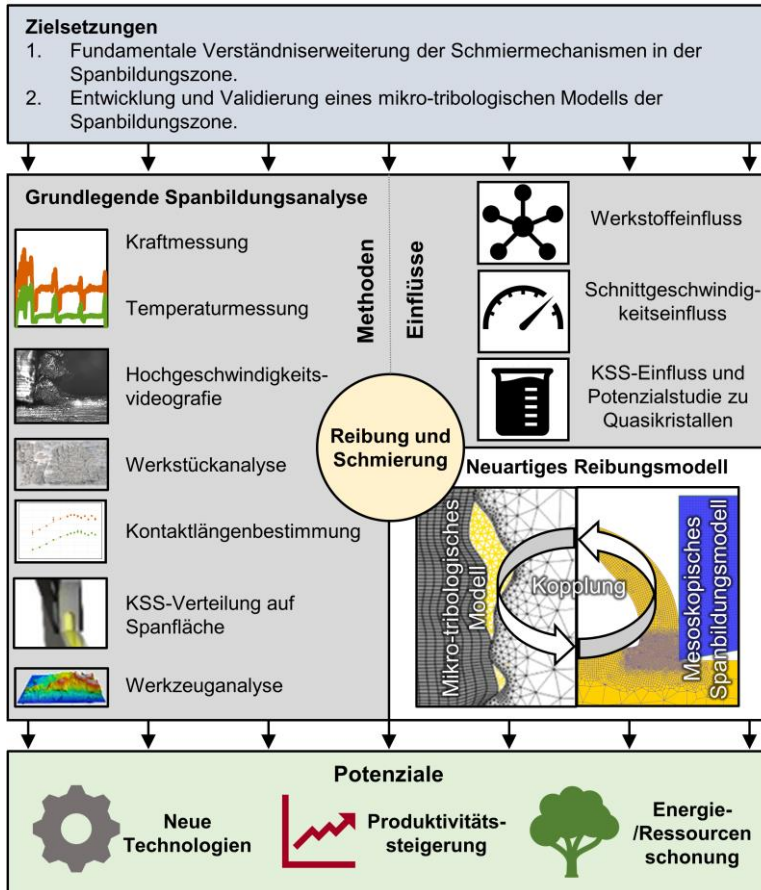 Zielsetzungen
1. Fundamentale Verständniserweiterung der Schmiermechanismen in der
Spanbildungszone.
2. Entwicklung und Validierung eines mikro-tribologischen Modells der
Spanbildungszone.
Grundlegende Spanbildungsanalyse
Kraftmessung
Temperaturmessung
Hochgeschwindigkeits-
videografie
Werkstückanalyse
Kontaktlängenbestimmung
KSS-Verteilung auf
Spanfläche
Werkzeuganalyse
Methoden
Einflüsse
Werkstoffeinfluss
Schnittgeschwindig-
keitseinfluss
KSS-Einfluss und
Potenzialstudie zu
Quasikristallen
Reibung und
Schmierung
Neuartiges Reibungsmodell
Mikro-tribologisches
Modell
Kopplung
Mesoskopisches
Spanbildungsmodell
Potenziale
Neue
Technologien
Produktivitäts-
steigerung
Energie-
/Ressourcen
schonung